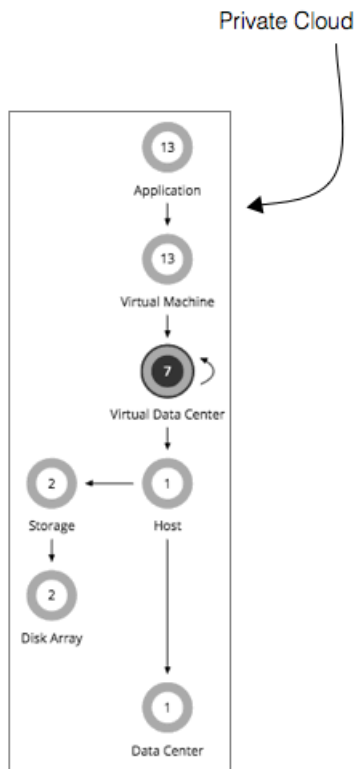 Private Cloud
13
Application
13
Virtual Machine
7
Virtual Data Center
2
1
Storage
Host
2
Disk Array
1
Data Center